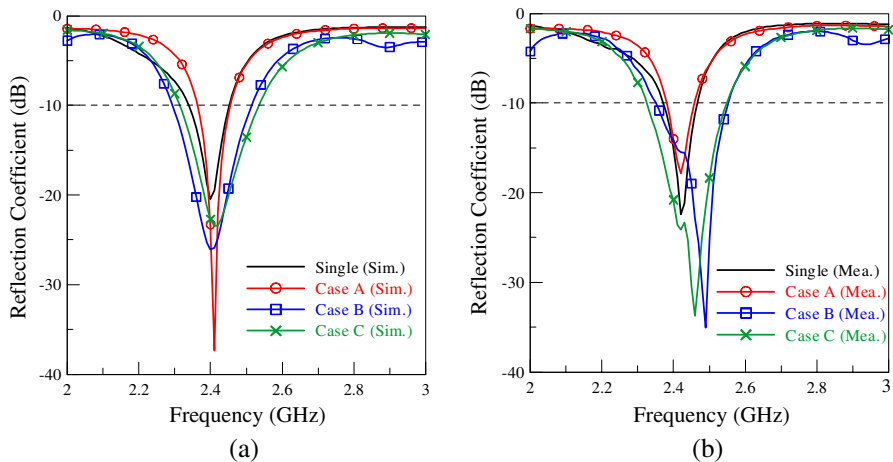 0
-10
-20
-30
-40
2
2.2
2.4
2.6
2.8
3
Reflection Coefficient (dB)
Frequency (GHz)
Single (Sim.)
Case A (Sim.)
Case B (Sim.)
Case C (Sim.)
(a)
0
-10
-20
-30
-40
2
2.2
2.4
2.6
2.8
3
Reflection Coefficient (dB)
Frequency (GHz)
Single (Mea.)
Case A (Mea.)
Case B (Mea.)
Case C (Mea.)
(b)